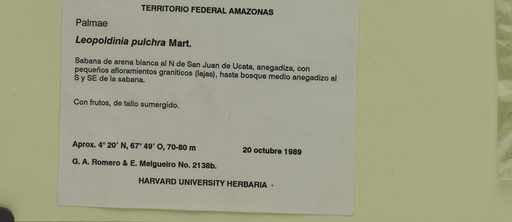 TERRITORIO FEDERAL AMAZONAS
Palmae
Leopoldinia pulchra Mart.
Sabana de arena blanca al N de San Juan de Ucata, anegadiza, con
pequeños afloramientos graníticos (lajas), hasta bosque medio anegadizo al
S y SE de la sabana.
Con frutos, de tallo sumergido.
Aprox. 4° 20' N, 67° 49' O, 70-80 m 20 octubre 1989
G. A. Romero & E. Melgueiro No. 2138b.
HARVARD UNIVERSITY HERBARIA